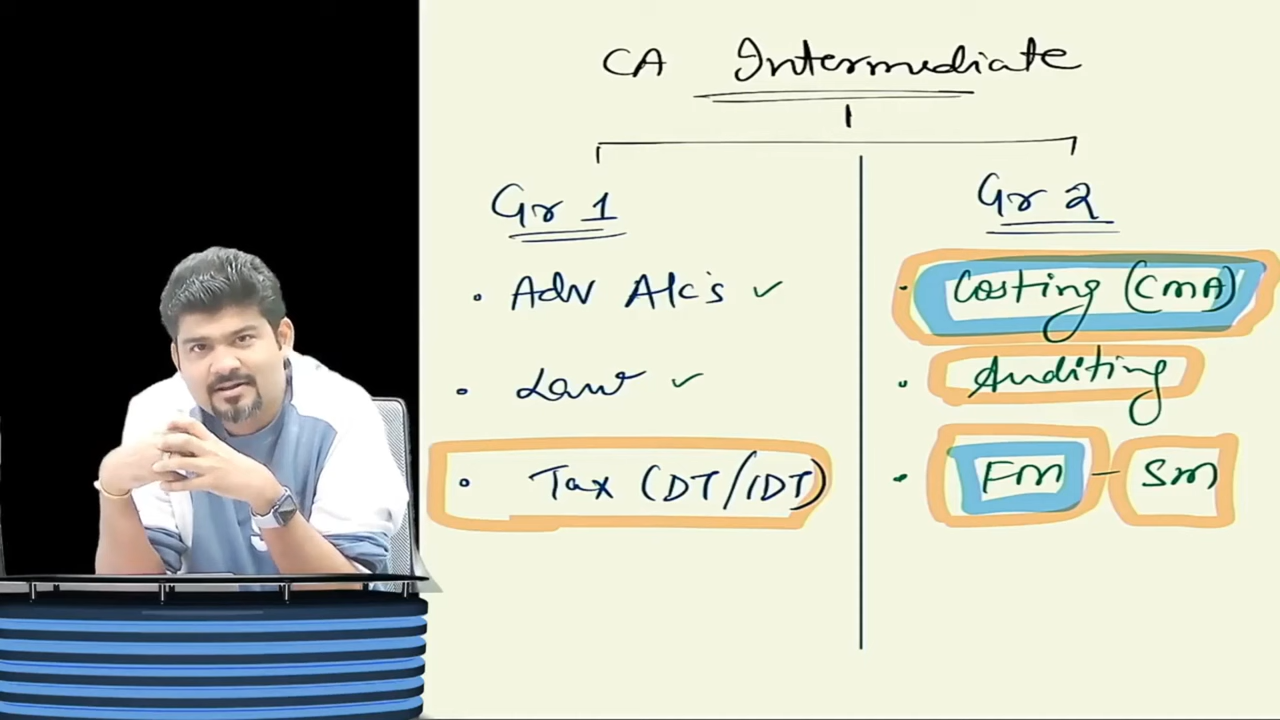 CA Intermediate
Gr 1
• Adv A/c's ✓
• Law ✓
• Tax (DT/IDT)
Gr 2
• Costing (CMA)
• Auditing
• FM - SM